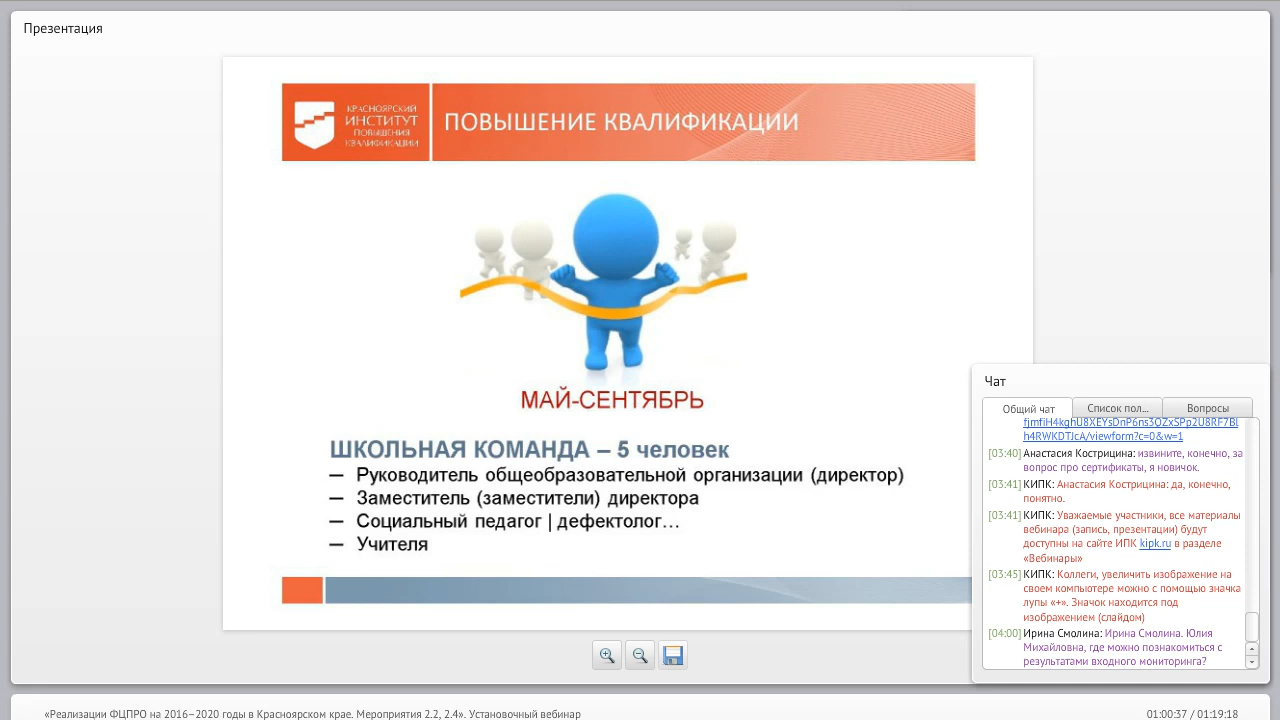 Презентация
КРАСНОЯРСКИЙ
ИНСТИТУТ
ПОВЫШЕНИЯ
КВАЛИФИКАЦИИ
ПОВЫШЕНИЕ КВАЛИФИКАЦИИ
МАЙ-СЕНТЯБРЬ
ШКОЛЬНАЯ КОМАНДА – 5 человек
– Руководитель общеобразовательной организации (директор)
– Заместитель (заместители) директора
– Социальный педагог | дефектолог...
– Учителя
Чат
Общий чат
Список пол...
Вопросы
fjmfiH4kghU8XEYsDnP6ns3QZxSPp2U8RF7Bl
h4RWKDTJcA/viewform?c=0&w=1
[03:40] Анастасия Кострицина: извините, конечно, за
вопрос про сертификаты, я новичок.
[03:41] КИПК: Анастасия Кострицина: да, конечно,
понятно.
[03:41] КИПК: Уважаемые участники, все материалы
вебинара (запись, презентации) будут
доступны на сайте ИПК kipk.ru в разделе
«Вебинары»
[03:45] КИПК: Коллеги, увеличить изображение на
своем компьютере можно с помощью значка
лупы «+». Значок находится под
изображением (слайдом)
[04:00] Ирина Смолина: Ирина Смолина. Юлия
Михайловна, где можно познакомиться с
результатами входного мониторинга?
«Реализации ФЦПРО на 2016–2020 годы в Красноярском крае. Мероприятия 2.2, 2.4». Установочный вебинар
01:00:37 / 01:19:18